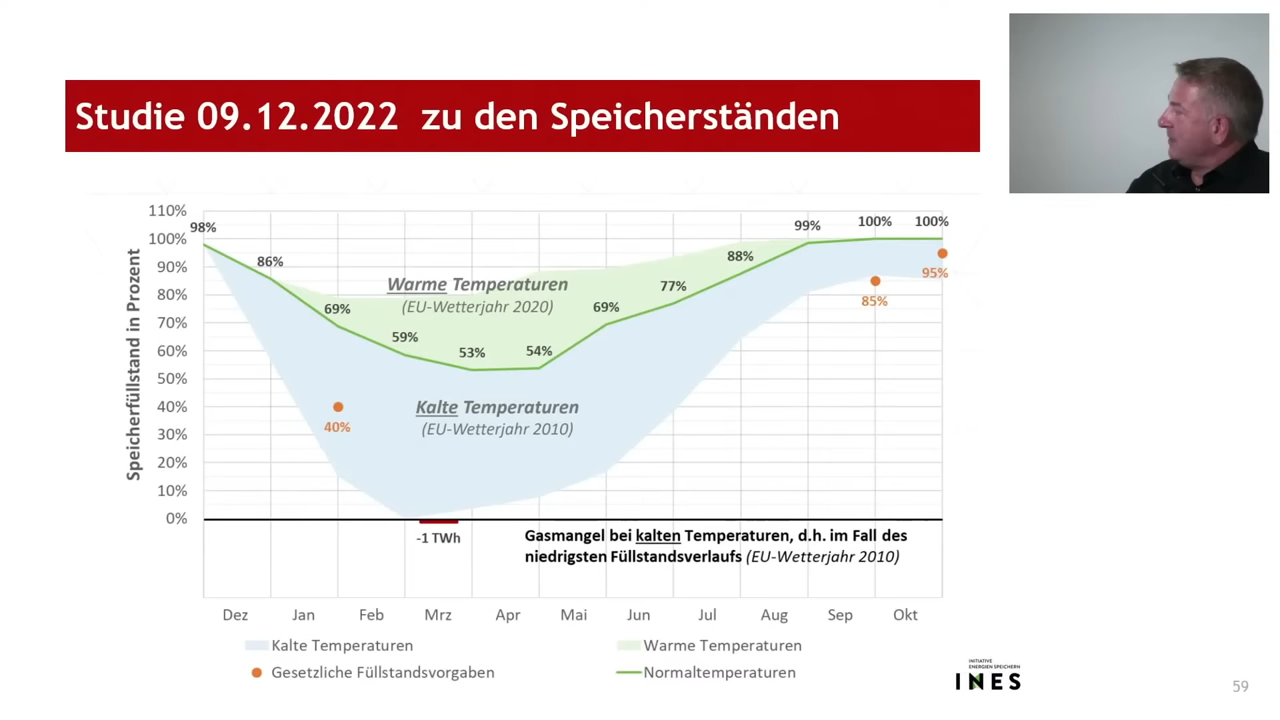 Studie 09.12.2022 zu den Speicherständen
Speicherfüllstand in Prozent
110%
100%
90%
80%
70%
60%
50%
40%
30%
20%
10%
0%
98%
86%
69%
59%
53%
54%
69%
77%
88%
99%
100%
100%
Warme Temperaturen
(EU-Wetterjahr 2020)
Kalte Temperaturen
(EU-Wetterjahr 2010)
40%
85%
95%
-1 TWh
Gasmangel bei kalten Temperaturen, d.h. im Fall des
niedrigsten Füllstandsverlaufs (EU-Wetterjahr 2010)
Dez Jan Feb Mrz Apr Mai Jun Jul Aug Sep Okt
Kalte Temperaturen Warme Temperaturen
Gesetzliche Füllstandsvorgaben Normaltemperaturen
INITIATIVE
ENERGIEN SPEICHERN
INES
59